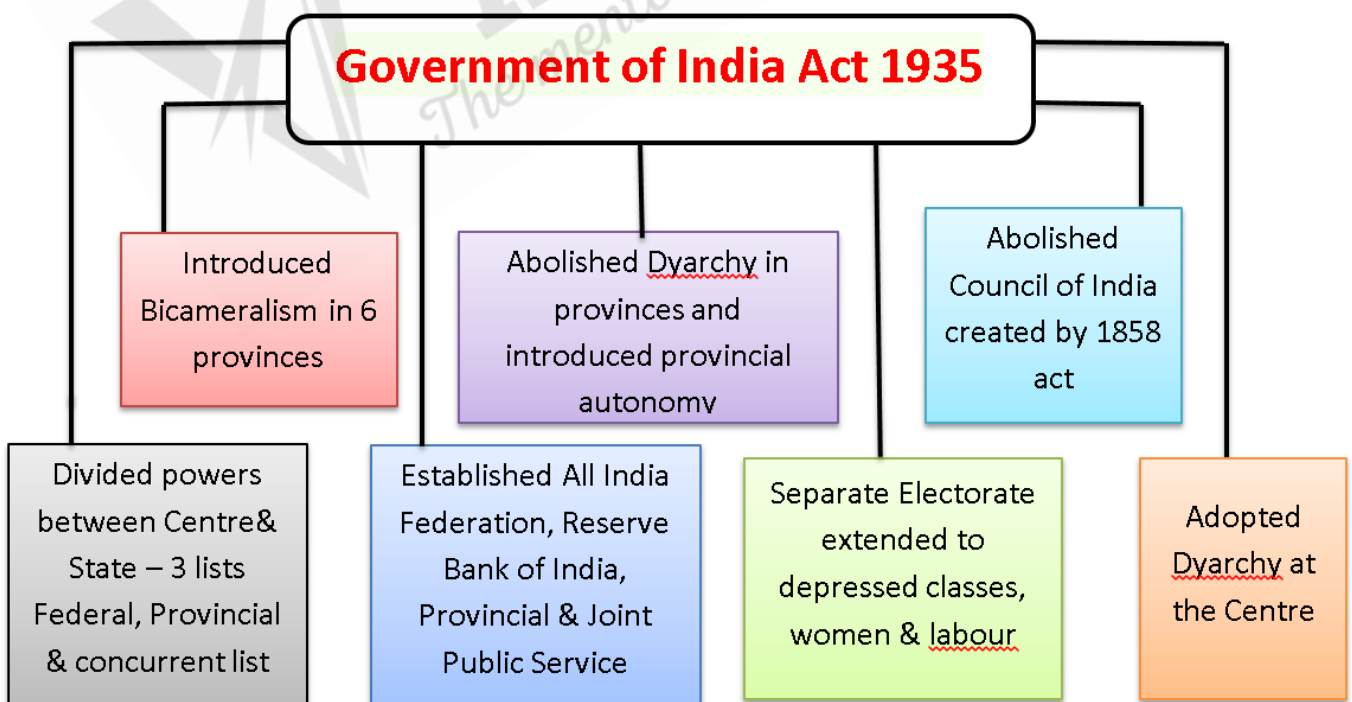 Government of India Act 1935
The mento
Introduced
Bicameralism in 6
provinces
Abolished Dyarchy in
provinces and
introduced provincial
autonomy
Abolished
Council of India
created by 1858
act
Divided powers
between Centre&
State – 3 lists
Federal, Provincial
& concurrent list
Established All India
Federation, Reserve
Bank of India,
Provincial & Joint
Public Service
Separate Electorate
extended to
depressed classes,
women & labour
Adopted
Dyarchy at
the Centre